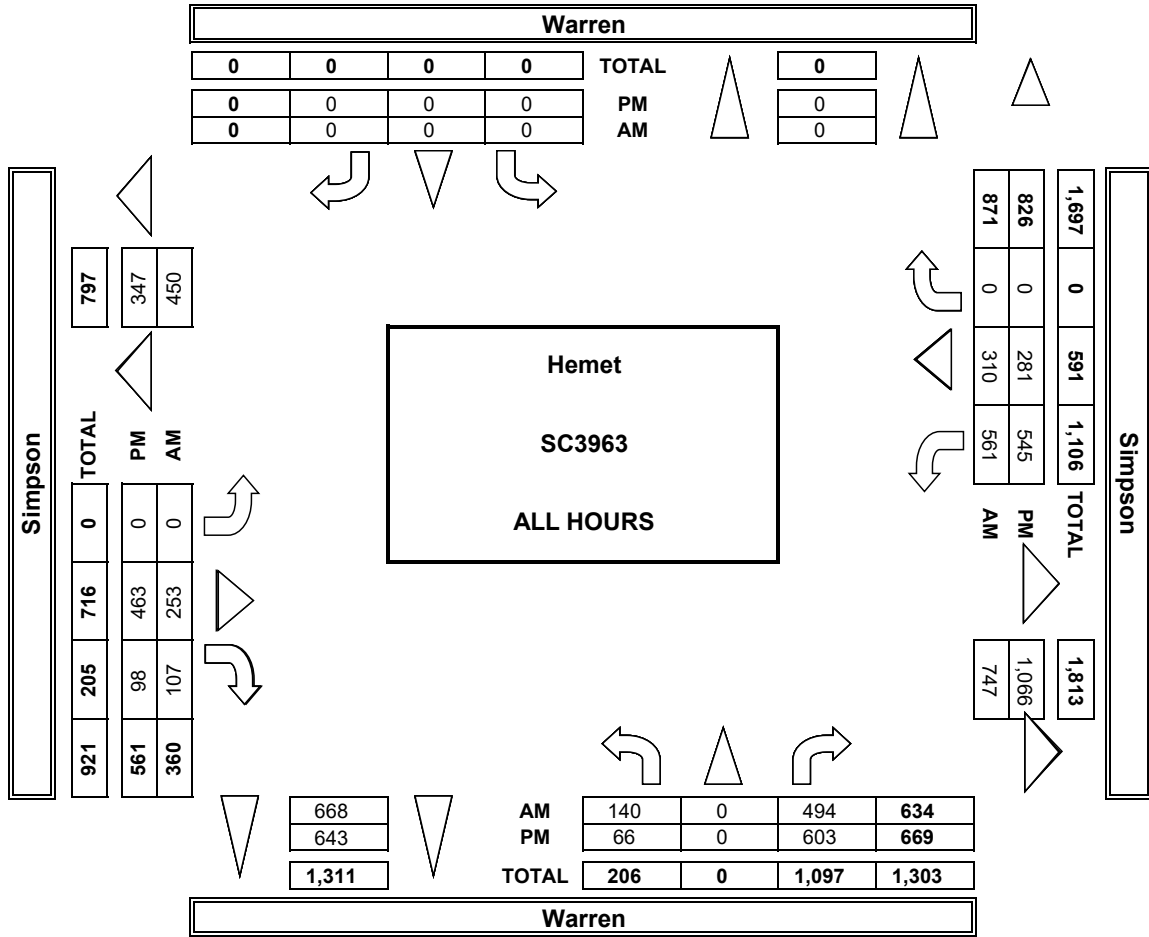 Warren
0 0 0 0 TOTAL 0
0 0 0 0 PM 0
0 0 0 0 AM 0
Simpson
797
347
450
TOTAL
PM
AM
0 716 205 921
0 463 98 561
0 253 107 360
Hemet
SC3963
ALL HOURS
1,697 0 591 1,106 TOTAL
826 0 281 545 PM
871 0 310 561 AM
1,813
1,066
747
Simpson
668 AM 140 0 494 634
643 PM 66 0 603 669
1,311 TOTAL 206 0 1,097 1,303
Warren